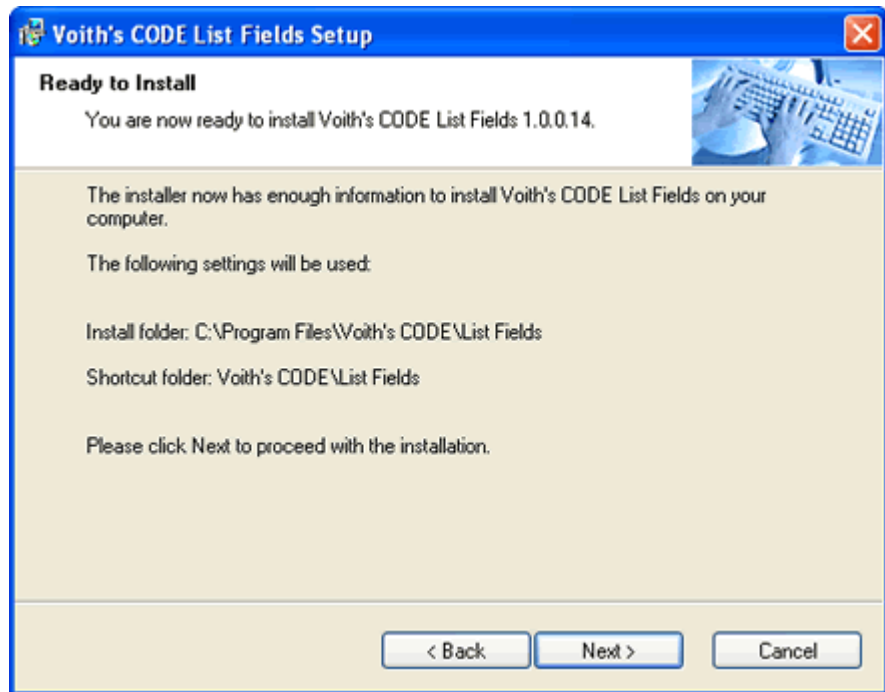 Voith's CODE List Fields Setup
Ready to Install
You are now ready to install Voith's CODE List Fields 1.0.0.14.
The installer now has enough information to install Voith's CODE List Fields on your
computer.
The following settings will be used:
Install folder: C:\Program Files\Voith's CODE\List Fields
Shortcut folder: Voith's CODE\List Fields
Please click Next to proceed with the installation.
< Back
Next >
Cancel